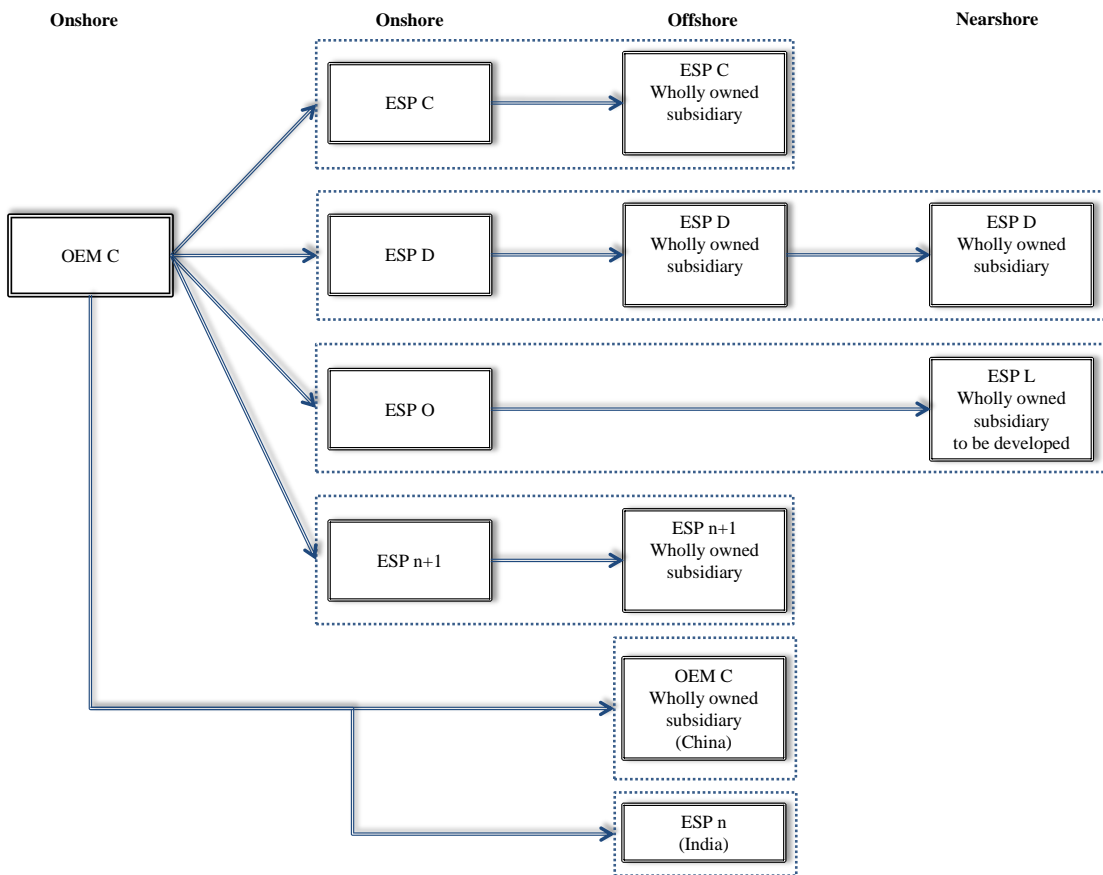 Onshore
Onshore
Offshore
Nearshore
ESP C
ESP C
Wholly owned
subsidiary
OEM C
ESP D
ESP D
Wholly owned
subsidiary
ESP D
Wholly owned
subsidiary
ESP O
ESP L
Wholly owned
subsidiary
to be developed
ESP n+1
ESP n+1
Wholly owned
subsidiary
OEM C
Wholly owned
subsidiary
(China)
ESP n
(India)